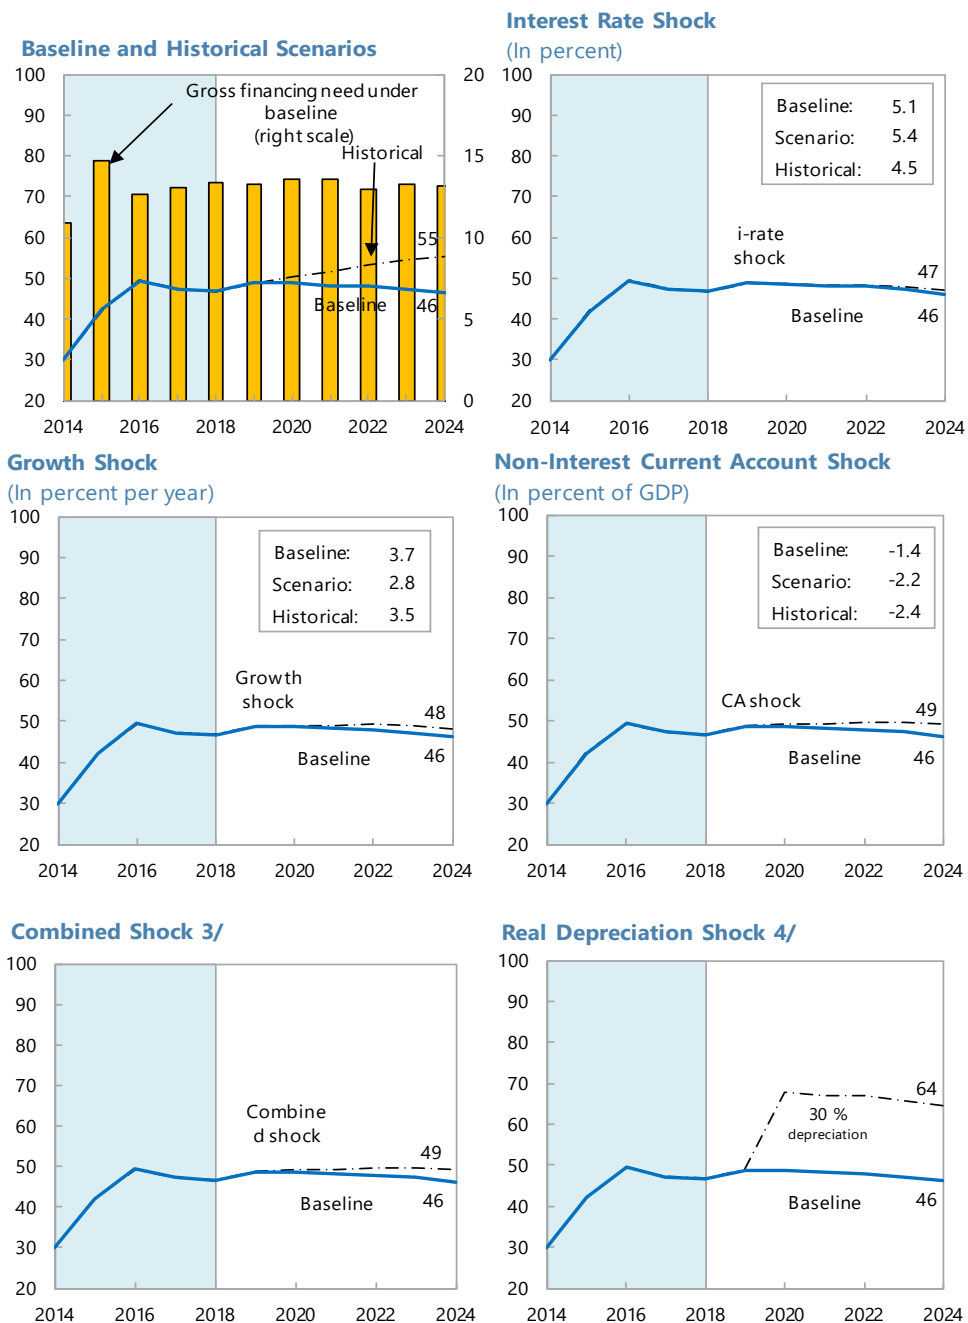 Baseline and Historical Scenarios
100
90
80
70
60
50
40
30
20
20
15
10
5
0
Gross financing need under
baseline
(right scale)
Historical
55
Baseline
46
2014 2016 2018 2020 2022 2024
Interest Rate Shock
(In percent)
100
90
80
70
60
50
40
30
20
Baseline: 5.1
Scenario: 5.4
Historical: 4.5
i-rate
shock
47
Baseline
46
2014 2016 2018 2020 2022 2024
Growth Shock
(In percent per year)
100
90
80
70
60
50
40
30
20
Baseline: 3.7
Scenario: 2.8
Historical: 3.5
Growth
shock
48
Baseline
46
2014 2016 2018 2020 2022 2024
Non-Interest Current Account Shock
(In percent of GDP)
100
90
80
70
60
50
40
30
20
Baseline: -1.4
Scenario: -2.2
Historical: -2.4
CA shock
49
Baseline
46
2014 2016 2018 2020 2022 2024
Combined Shock 3/
100
90
80
70
60
50
40
30
20
Combine
d shock
49
Baseline
46
2014 2016 2018 2020 2022 2024
Real Depreciation Shock 4/
100
90
80
70
60
50
40
30
20
64
30 %
depreciation
Baseline
46
2014 2016 2018 2020 2022 2024